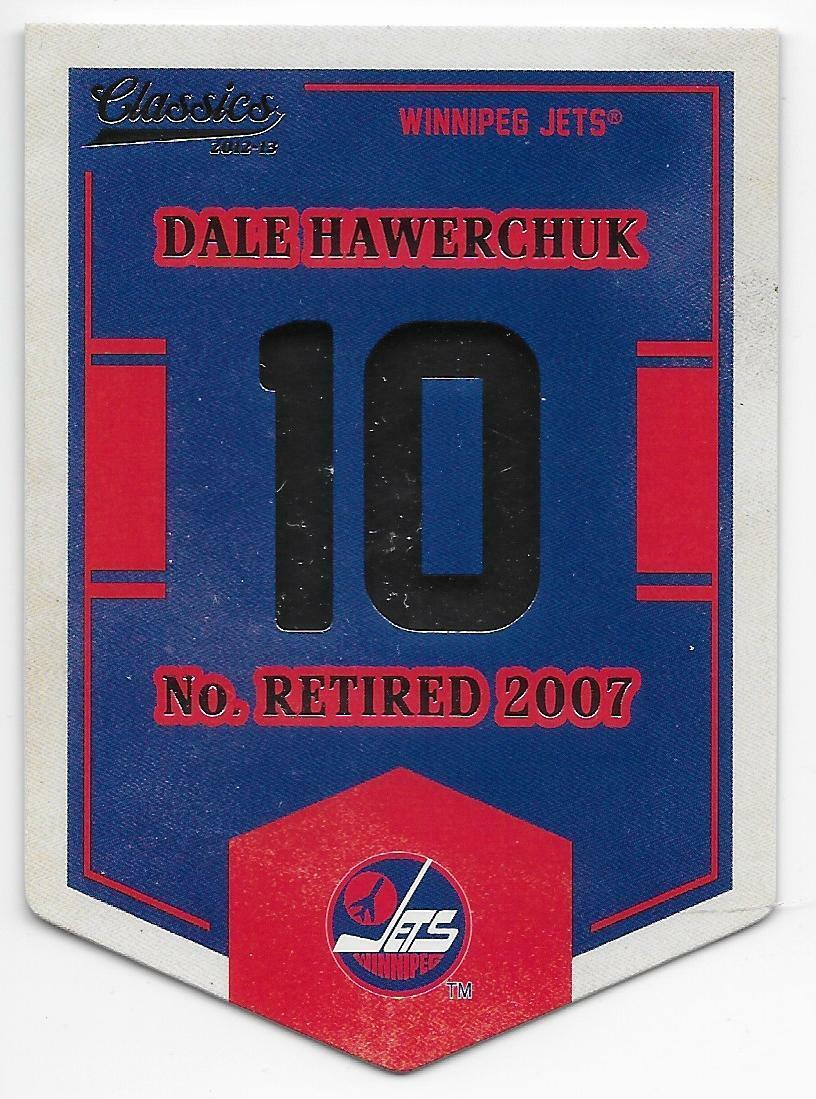 Classics
2012-13
WINNIPEG JETS®
DALE HAWERCHUK
10
No. RETIRED 2007
JETS
WINNIPEG
TM